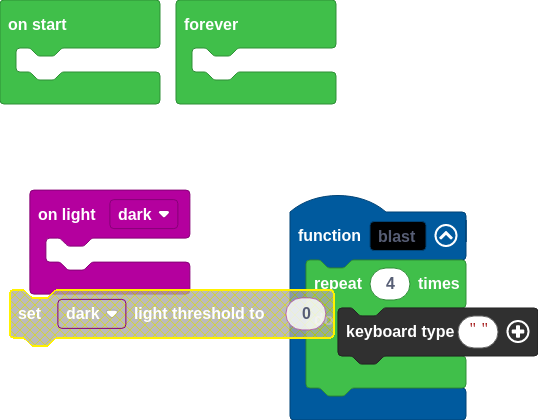 on start
forever
on light dark
function blast
repeat 4 times
set dark light threshold to 0
keyboard type " "